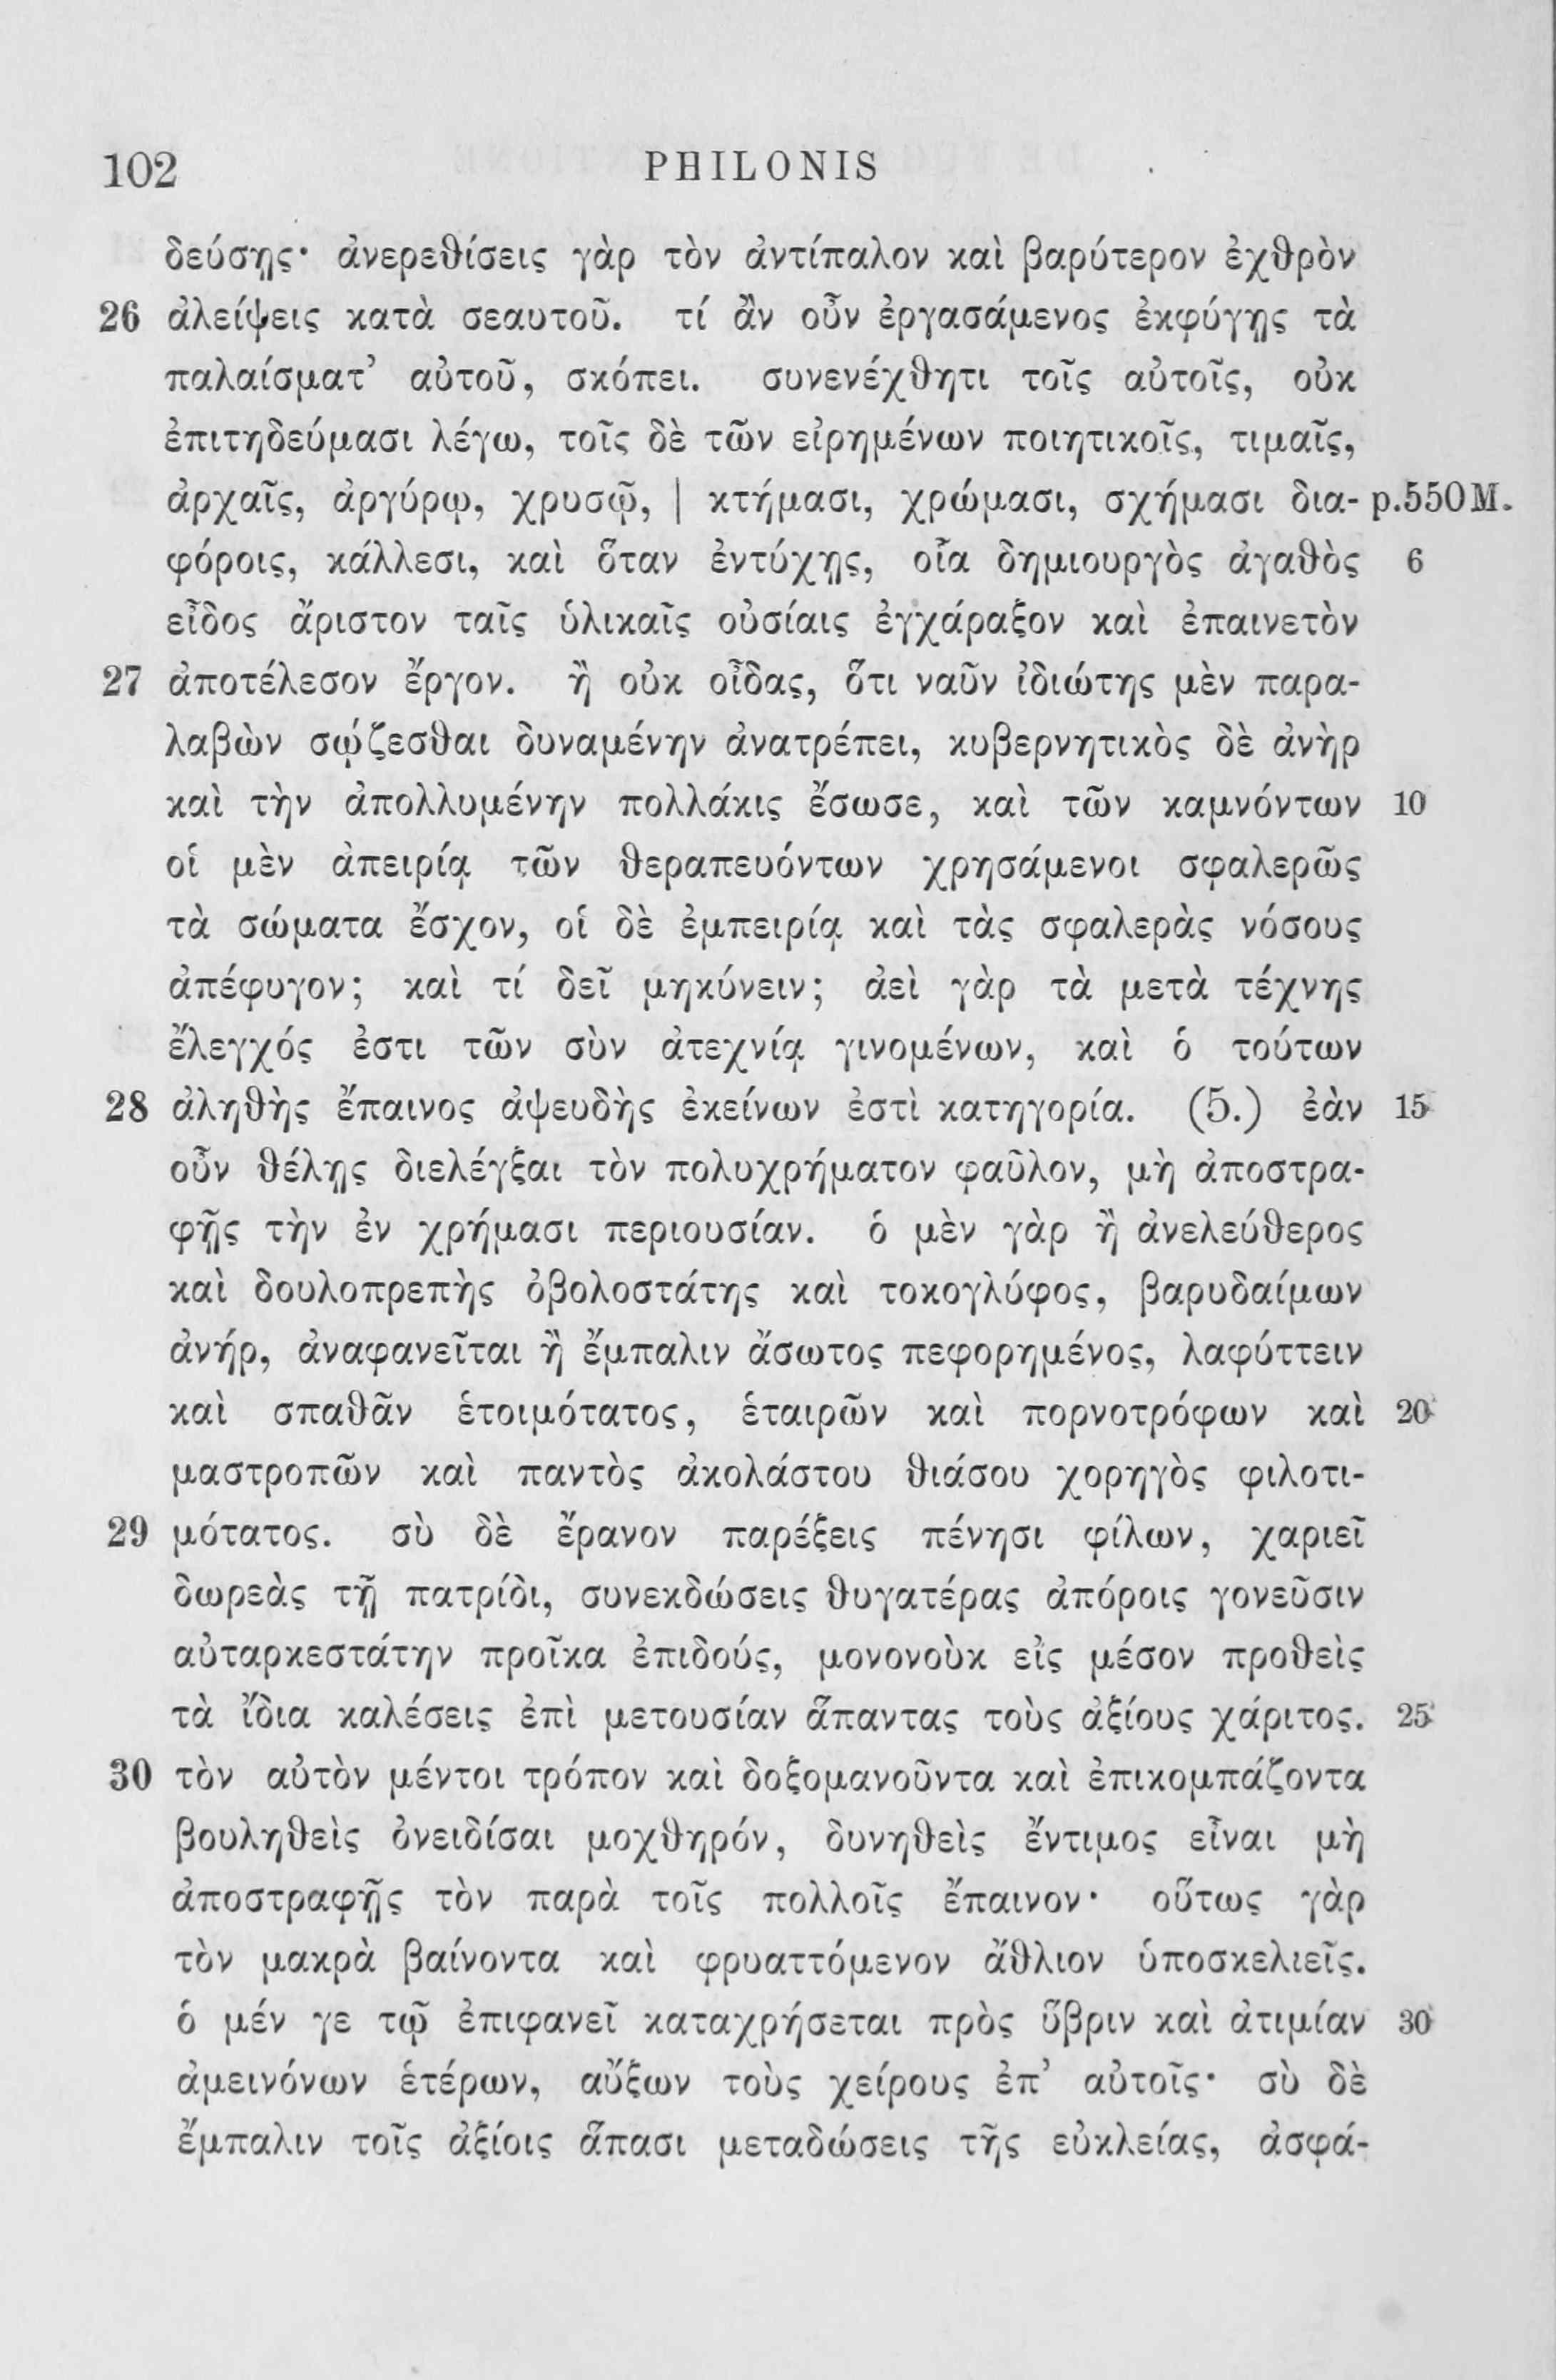 102 PHILONIS
δεύσῃς· ἀνερεθίσεις γὰρ τὸν ἀντίπαλον καὶ βαρύτερον ἐχθρὸν
26 ἀλείψεις κατὰ σεαυτοῦ. τί ἂν οὖν ἐργασάμενος ἐκφύγῃς τὰ
παλαίσματ’ αὐτοῦ, σκόπει. συνενέχθητι τοῖς αὐτοῖς, οὐκ
ἐπιτηδεύμασι λέγω, τοῖς δὲ τῶν εἰρημένων ποιητικοῖς, τιμαῖς,
ἀρχαῖς, ἀργύρῳ, χρυσῷ, | κτήμασι, χρώμασι, σχήμασι δια- p.550M.
φόροις, κάλλεσι, καὶ ὅταν ἐντύχῃς, οἷα δημιουργὸς ἀγαθὸς 6
εἶδος ἄριστον ταῖς ὑλικαῖς οὐσίαις ἐγχάραξον καὶ ἐπαινετὸν
27 ἀποτέλεσον ἔργον. ἢ οὐκ οἶδας, ὅτι ναῦν ἰδιώτης μὲν παρα-
λαβὼν σῴζεσθαι δυναμένην ἀνατρέπει, κυβερνητικὸς δὲ ἀνὴρ
καὶ τὴν ἀπολλυμένην πολλάκις ἔσωσε, καὶ τῶν καμνόντων 10
οἱ μὲν ἀπειρίᾳ τῶν θεραπευόντων χρησάμενοι σφαλερῶς
τὰ σώματα ἔσχον, οἱ δὲ ἐμπειρίᾳ καὶ τὰς σφαλερὰς νόσους
ἀπέφυγον; καὶ τί δεῖ μηκύνειν; ἀεὶ γὰρ τὰ μετὰ τέχνης
ἔλεγχός ἐστι τῶν σὺν ἀτεχνίᾳ γινομένων, καὶ ὁ τούτων
28 ἀληθὴς ἔπαινος ἀψευδὴς ἐκείνων ἐστὶ κατηγορία. (5.) ἐὰν 15
οὖν θέλῃς διελέγξαι τὸν πολυχρήματον φαῦλον, μὴ ἀποστρα-
φῇς τὴν ἐν χρήμασι περιουσίαν. ὁ μὲν γὰρ ἢ ἀνελεύθερος
καὶ δουλοπρεπὴς ὀβολοστάτης καὶ τοκογλύφος, βαρυδαίμων
ἀνήρ, ἀναφανεῖται ἢ ἔμπαλιν ἄσωτος πεφορημένος, λαφύττειν
καὶ σπαθᾶν ἑτοιμότατος, ἑταιρῶν καὶ πορνοτρόφων καὶ 20
μαστροπῶν καὶ παντὸς ἀκολάστου θιάσου χορηγὸς φιλοτι-
29 μότατος. σὺ δὲ ἔρανον παρέξεις πένησι φίλων, χαριεῖ
δωρεὰς τῇ πατρίδι, συνεκδώσεις θυγατέρας ἀπόροις γονεῦσιν
αὐταρκεστάτην προῖκα ἐπιδούς, μονονοὺκ εἰς μέσον προθεὶς
τὰ ἴδια καλέσεις ἐπὶ μετουσίαν ἅπαντας τοὺς ἀξίους χάριτος. 25
30 τὸν αὐτὸν μέντοι τρόπον καὶ δοξομανοῦντα καὶ ἐπικομπάζοντα
βουληθεὶς ὀνειδίσαι μοχθηρόν, δυνηθεὶς ἔντιμος εἶναι μὴ
ἀποστραφῇς τὸν παρὰ τοῖς πολλοῖς ἔπαινον· οὕτως γὰρ
τὸν μακρὰ βαίνοντα καὶ φρυαττόμενον ἄθλιον ὑποσκελιεῖς.
ὁ μέν γε τῷ ἐπιφανεῖ καταχρήσεται πρὸς ὕβριν καὶ ἀτιμίαν 30
ἀμεινόνων ἑτέρων, αὔξων τοὺς χείρους ἐπ’ αὐτοῖς· σὺ δὲ
ἔμπαλιν τοῖς ἀξίοις ἅπασι μεταδώσεις τῆς εὐκλείας, ἀσφά-